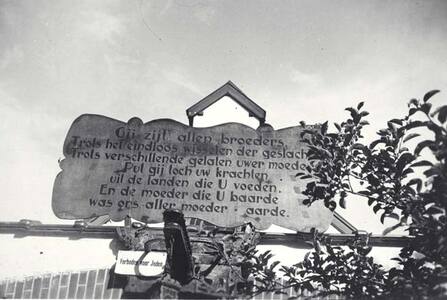 Gij zijt allen, broeders,
Trots het eindloos wisselen der geslach
Trots verschillende gelaten uwer moede
Put gij toch uw krachten
uit de landen die U voeden.
En de moeder die U baarde
was ons aller moeder: aarde.
Verboden voor Joden